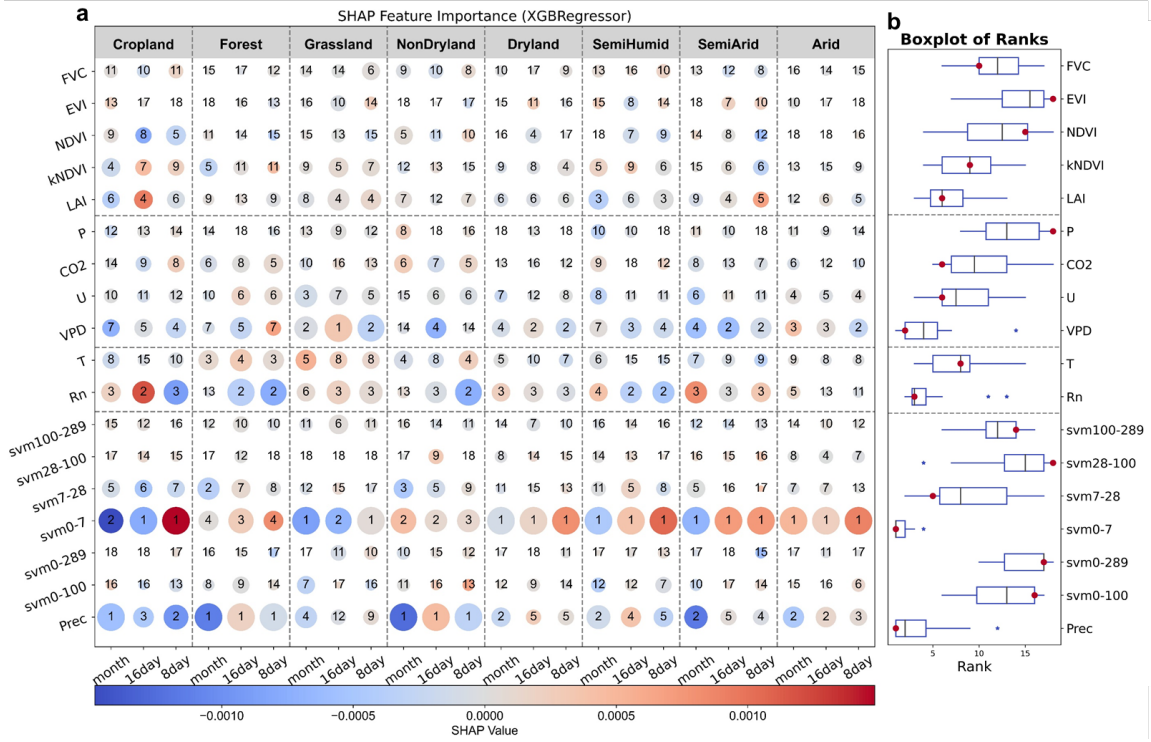 a
SHAP Feature Importance (XGBRegressor)
b
Boxplot of Ranks
Cropland Forest Grassland NonDryland Dryland SemiHumid SemiArid Arid
FVC 11 10 11 15 17 12 14 14 6 9 10 8 10 17 9 13 16 10 13 12 8 16 14 15 FVC
EVI 13 17 18 18 16 13 16 10 14 18 17 17 15 11 16 15 8 14 18 7 10 10 17 18 EVI
NDVI 9 8 5 11 14 15 15 13 15 5 11 10 16 4 17 18 7 9 14 8 12 18 18 16 NDVI
kNDVI 4 7 9 5 11 11 9 5 7 12 13 15 9 8 4 5 9 6 15 6 6 13 15 9 kNDVI
LAI 6 4 6 9 13 9 8 4 4 7 12 7 6 6 6 3 6 3 9 4 5 12 6 5 LAI
P 12 13 14 14 18 16 13 9 12 8 18 16 18 13 18 10 10 18 11 10 18 11 9 14 P
CO2 14 9 8 6 8 5 10 16 13 6 7 5 13 16 12 9 18 12 8 13 7 6 12 10 CO2
U 10 11 12 10 6 6 3 7 5 15 6 6 7 12 8 8 11 11 6 11 11 4 5 4 U
VPD 7 5 4 7 5 7 2 1 2 14 4 14 4 2 2 7 3 4 4 2 2 3 3 2 VPD
T 8 15 10 3 4 3 5 8 8 4 8 4 5 10 7 6 15 15 7 9 9 9 8 8 T
Rn 3 2 3 13 2 2 6 3 3 13 3 2 3 3 3 4 2 2 3 3 3 5 13 11 Rn
svm100-289 15 12 16 12 10 10 11 6 11 16 14 11 14 7 10 16 14 16 12 14 13 14 10 12 svm100-289
svm28-100 17 14 15 17 12 18 18 18 18 17 9 18 8 14 15 14 13 17 16 15 16 8 4 7 svm28-100
svm7-28 5 6 7 2 7 8 12 15 17 3 5 9 11 15 13 11 5 8 5 16 17 7 7 13 svm7-28
svm0-7 2 1 1 4 3 4 1 2 1 2 2 3 1 1 1 1 1 1 1 1 1 1 1 1 svm0-7
svm0-289 18 18 17 16 15 17 17 11 10 10 15 12 17 18 11 17 17 13 17 18 15 17 11 17 svm0-289
svm0-100 16 16 13 8 9 14 7 17 16 11 16 13 12 9 14 12 12 7 10 17 14 15 16 6 svm0-100
Prec 1 3 2 1 1 1 4 12 9 1 1 1 2 5 5 2 4 5 2 5 4 2 2 3 Prec
month 16day 8day month 16day 8day month 16day 8day month 16day 8day month 16day 8day month 16day 8day month 16day 8day month 16day 8day
5 15
Rank
−0.0010 −0.0005 0.0000 0.0005 0.0010
SHAP Value